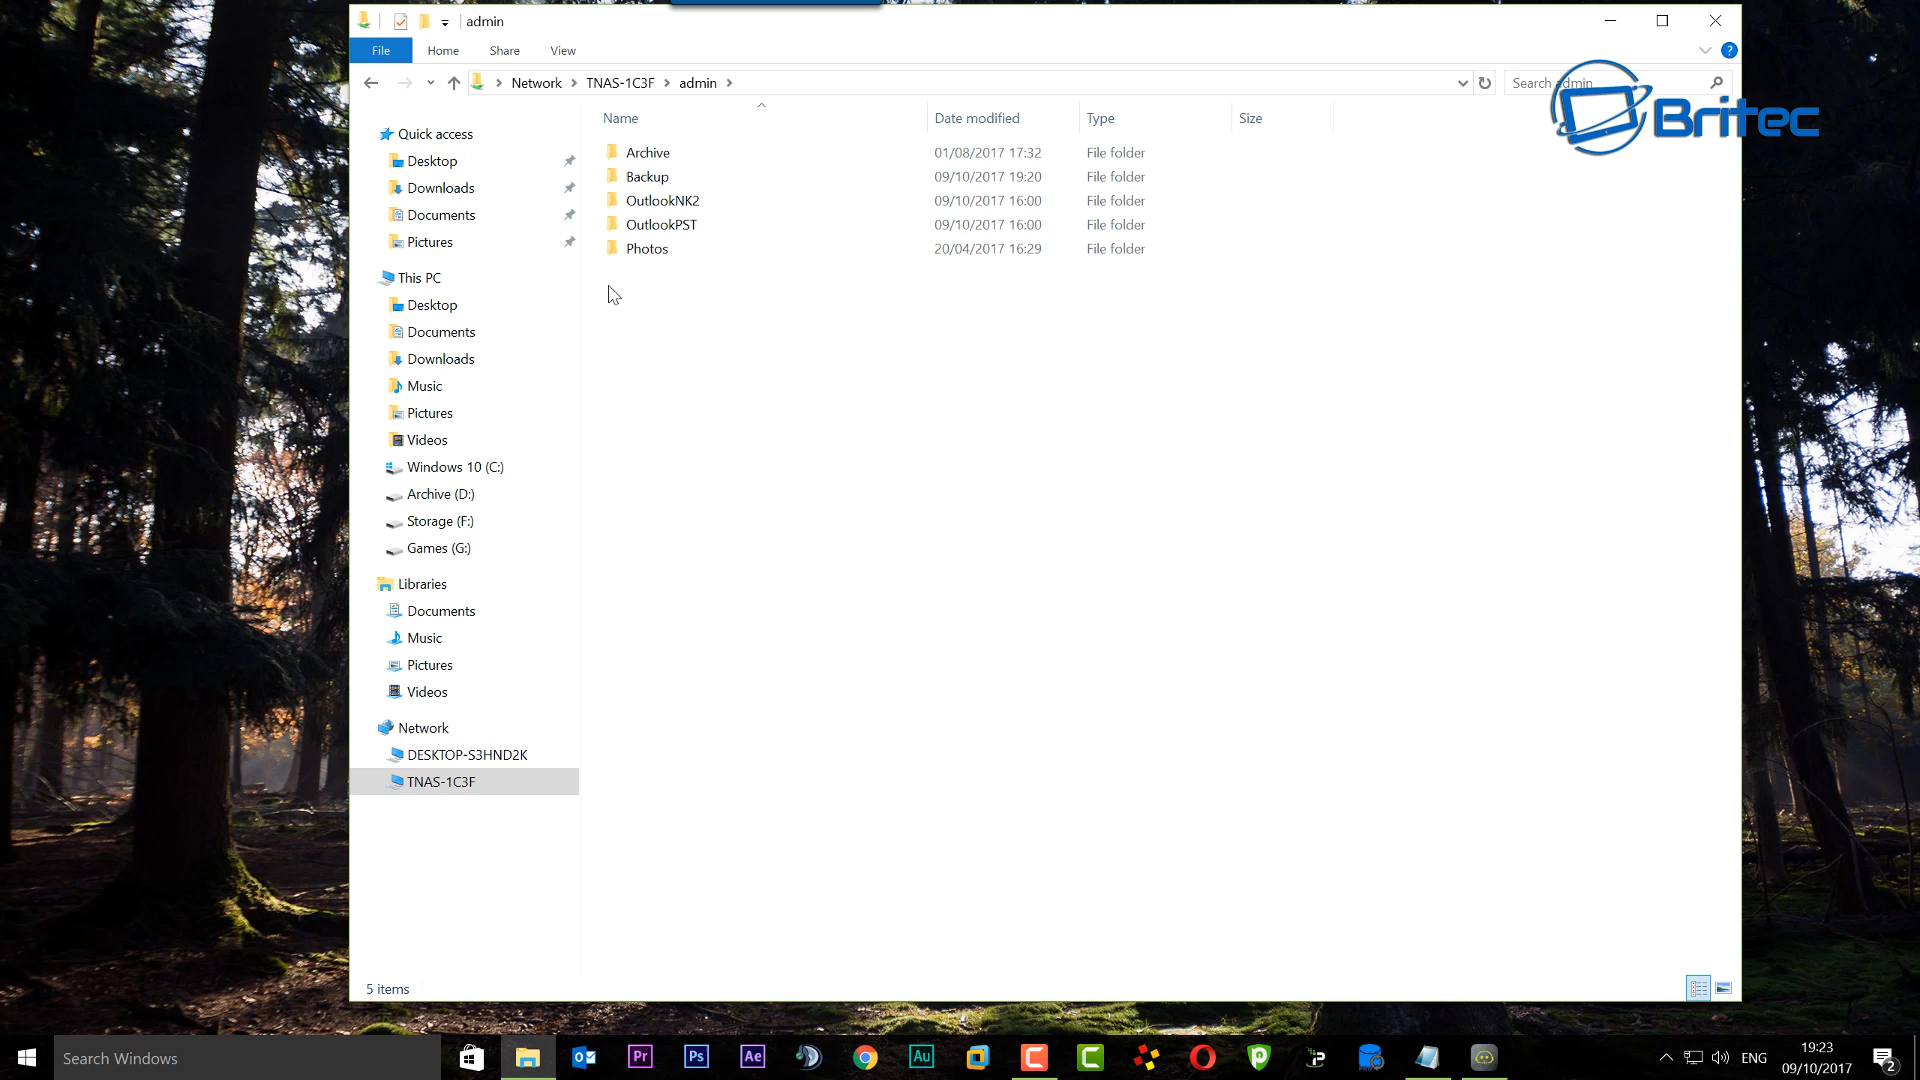 admin
File
Home
Share
View
Network
TNAS-1C3F
admin
Search admin
Britec
Name
Date modified
Type
Size
Archive
01/08/2017 17:32
File folder
Backup
09/10/2017 19:20
File folder
OutlookNK2
09/10/2017 16:00
File folder
OutlookPST
09/10/2017 16:00
File folder
Photos
20/04/2017 16:29
File folder
Quick access
Desktop
Downloads
Documents
Pictures
This PC
Desktop
Documents
Downloads
Music
Pictures
Videos
Windows 10 (C:)
Archive (D:)
Storage (F:)
Games (G:)
Libraries
Documents
Music
Pictures
Videos
Network
DESKTOP-S3HND2K
TNAS-1C3F
5 items
Search Windows
Pr
Ps
Ae
Au
ENG
19:23
09/10/2017
2